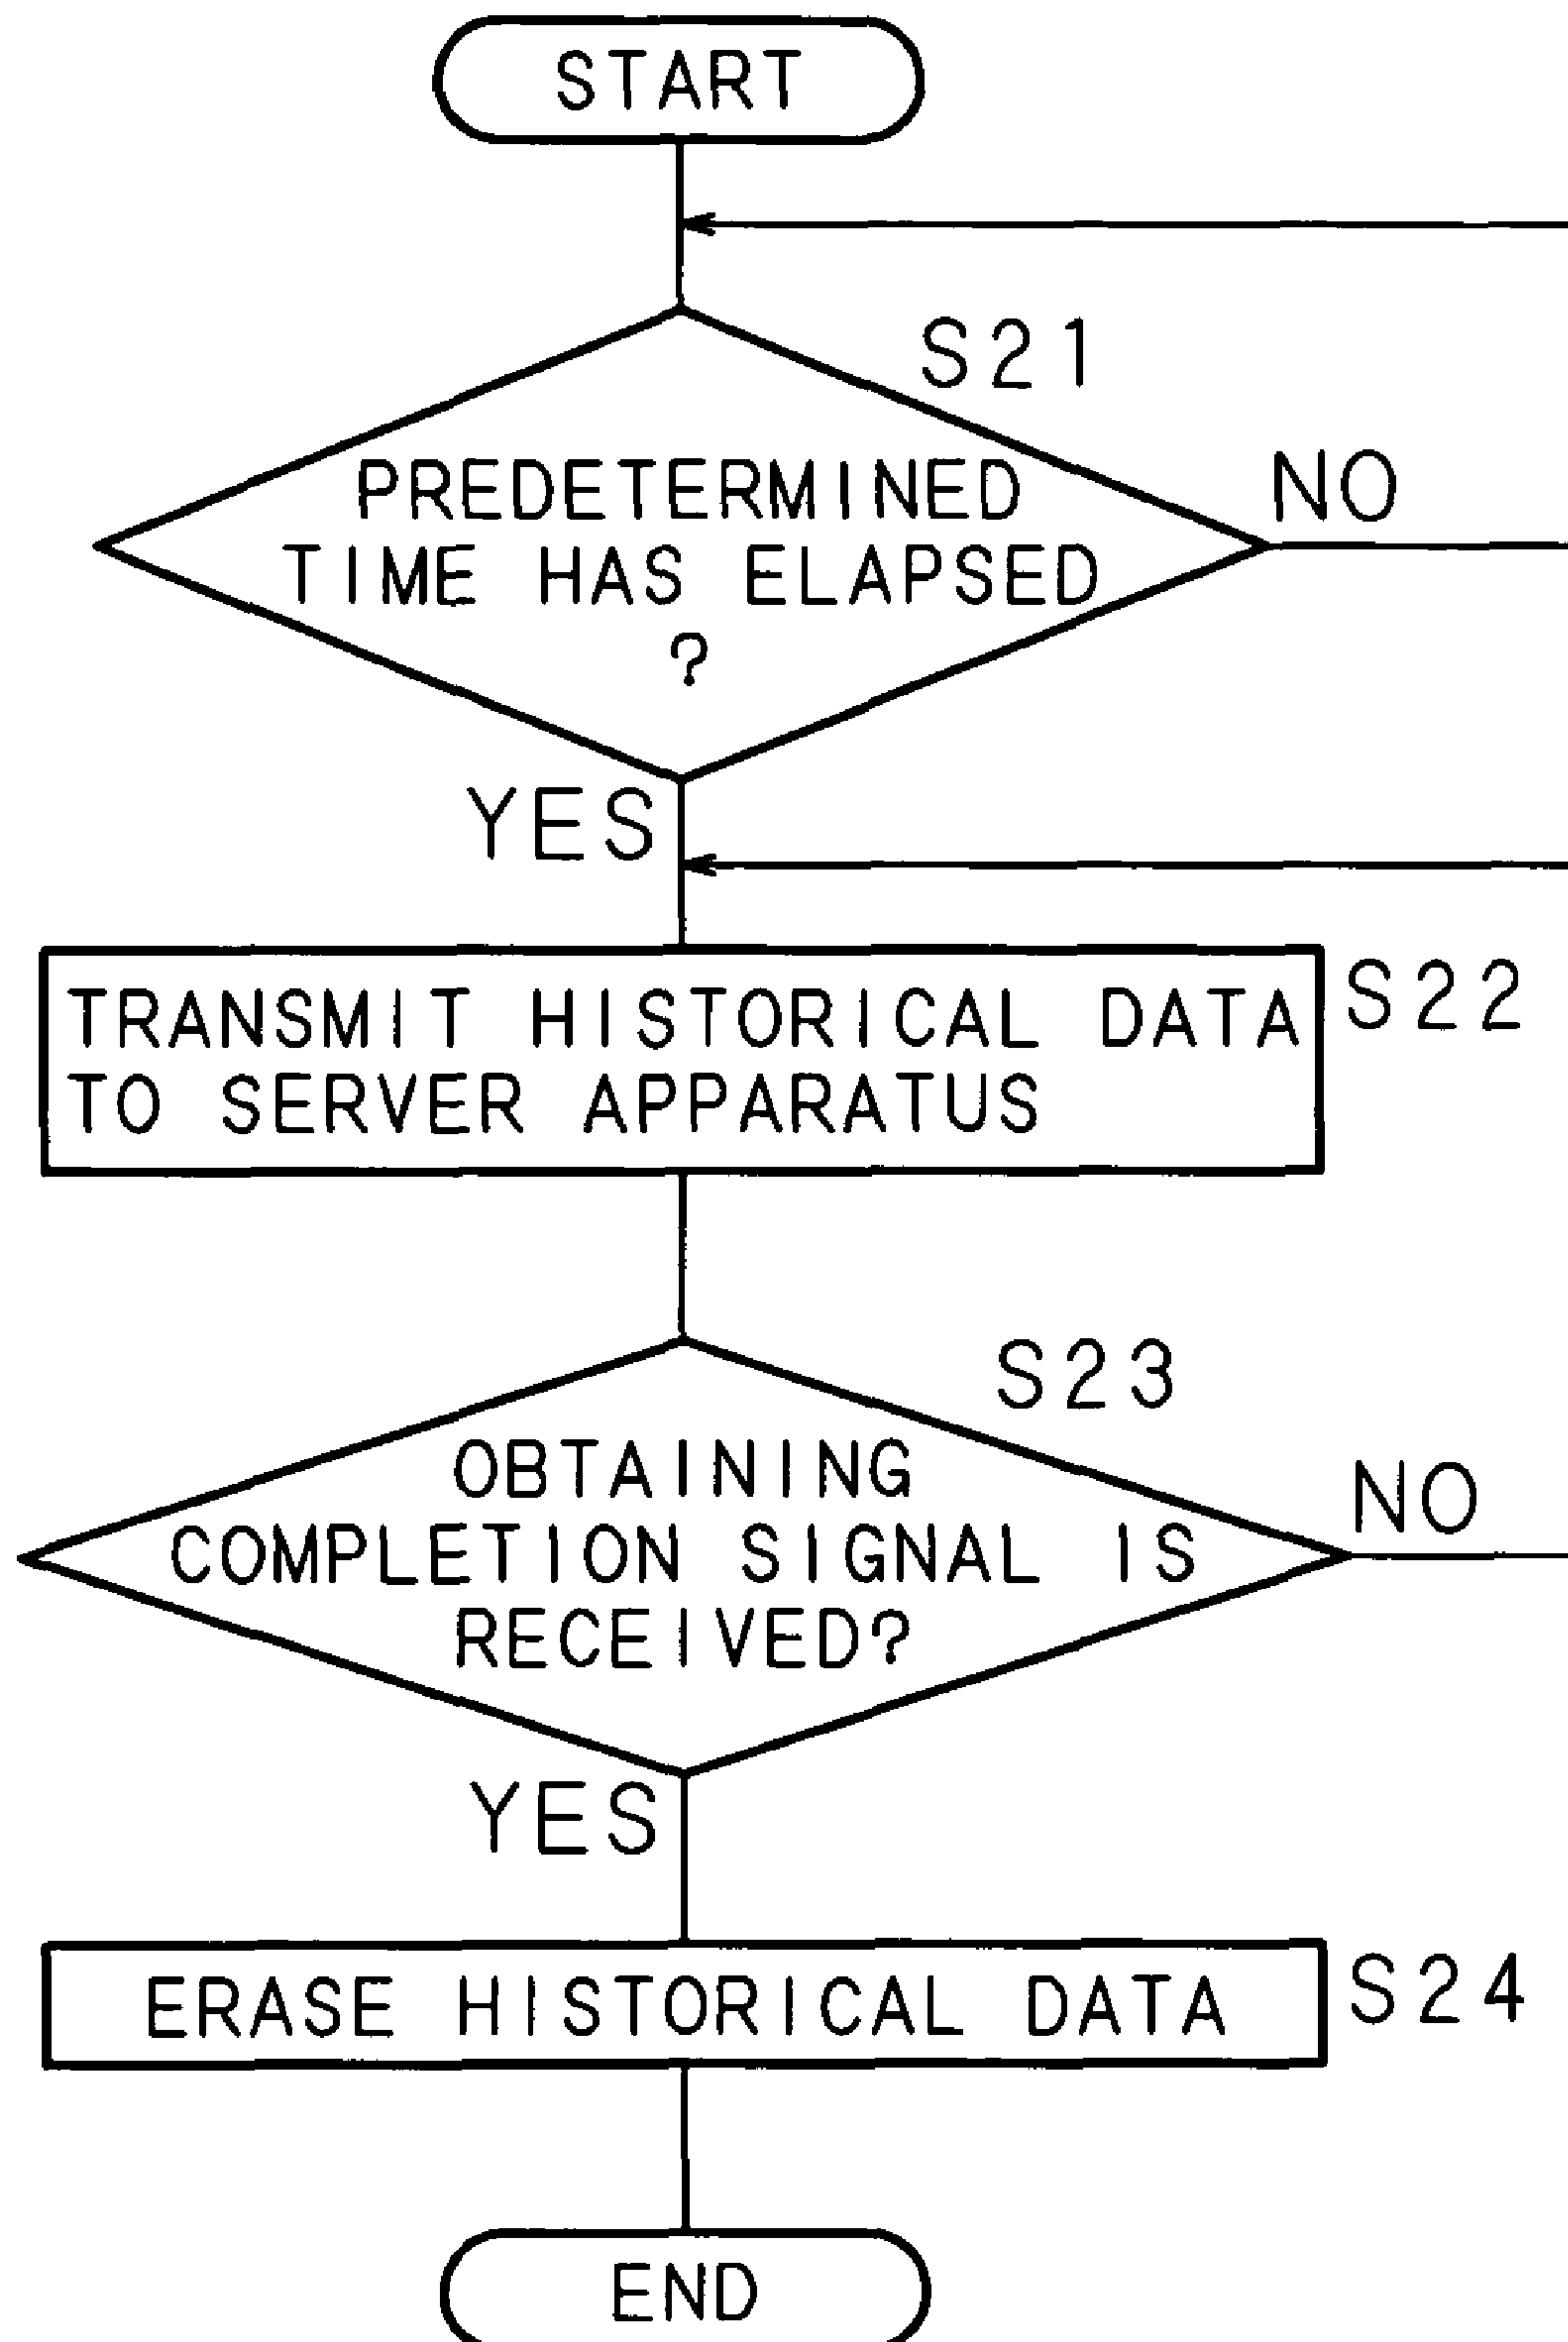 START
S21
PREDETERMINED
TIME HAS ELAPSED
?
NO
YES
TRANSMIT HISTORICAL DATA
TO SERVER APPARATUS
S22
S23
OBTAINING
COMPLETION SIGNAL IS
RECEIVED?
NO
YES
ERASE HISTORICAL DATA
S24
END